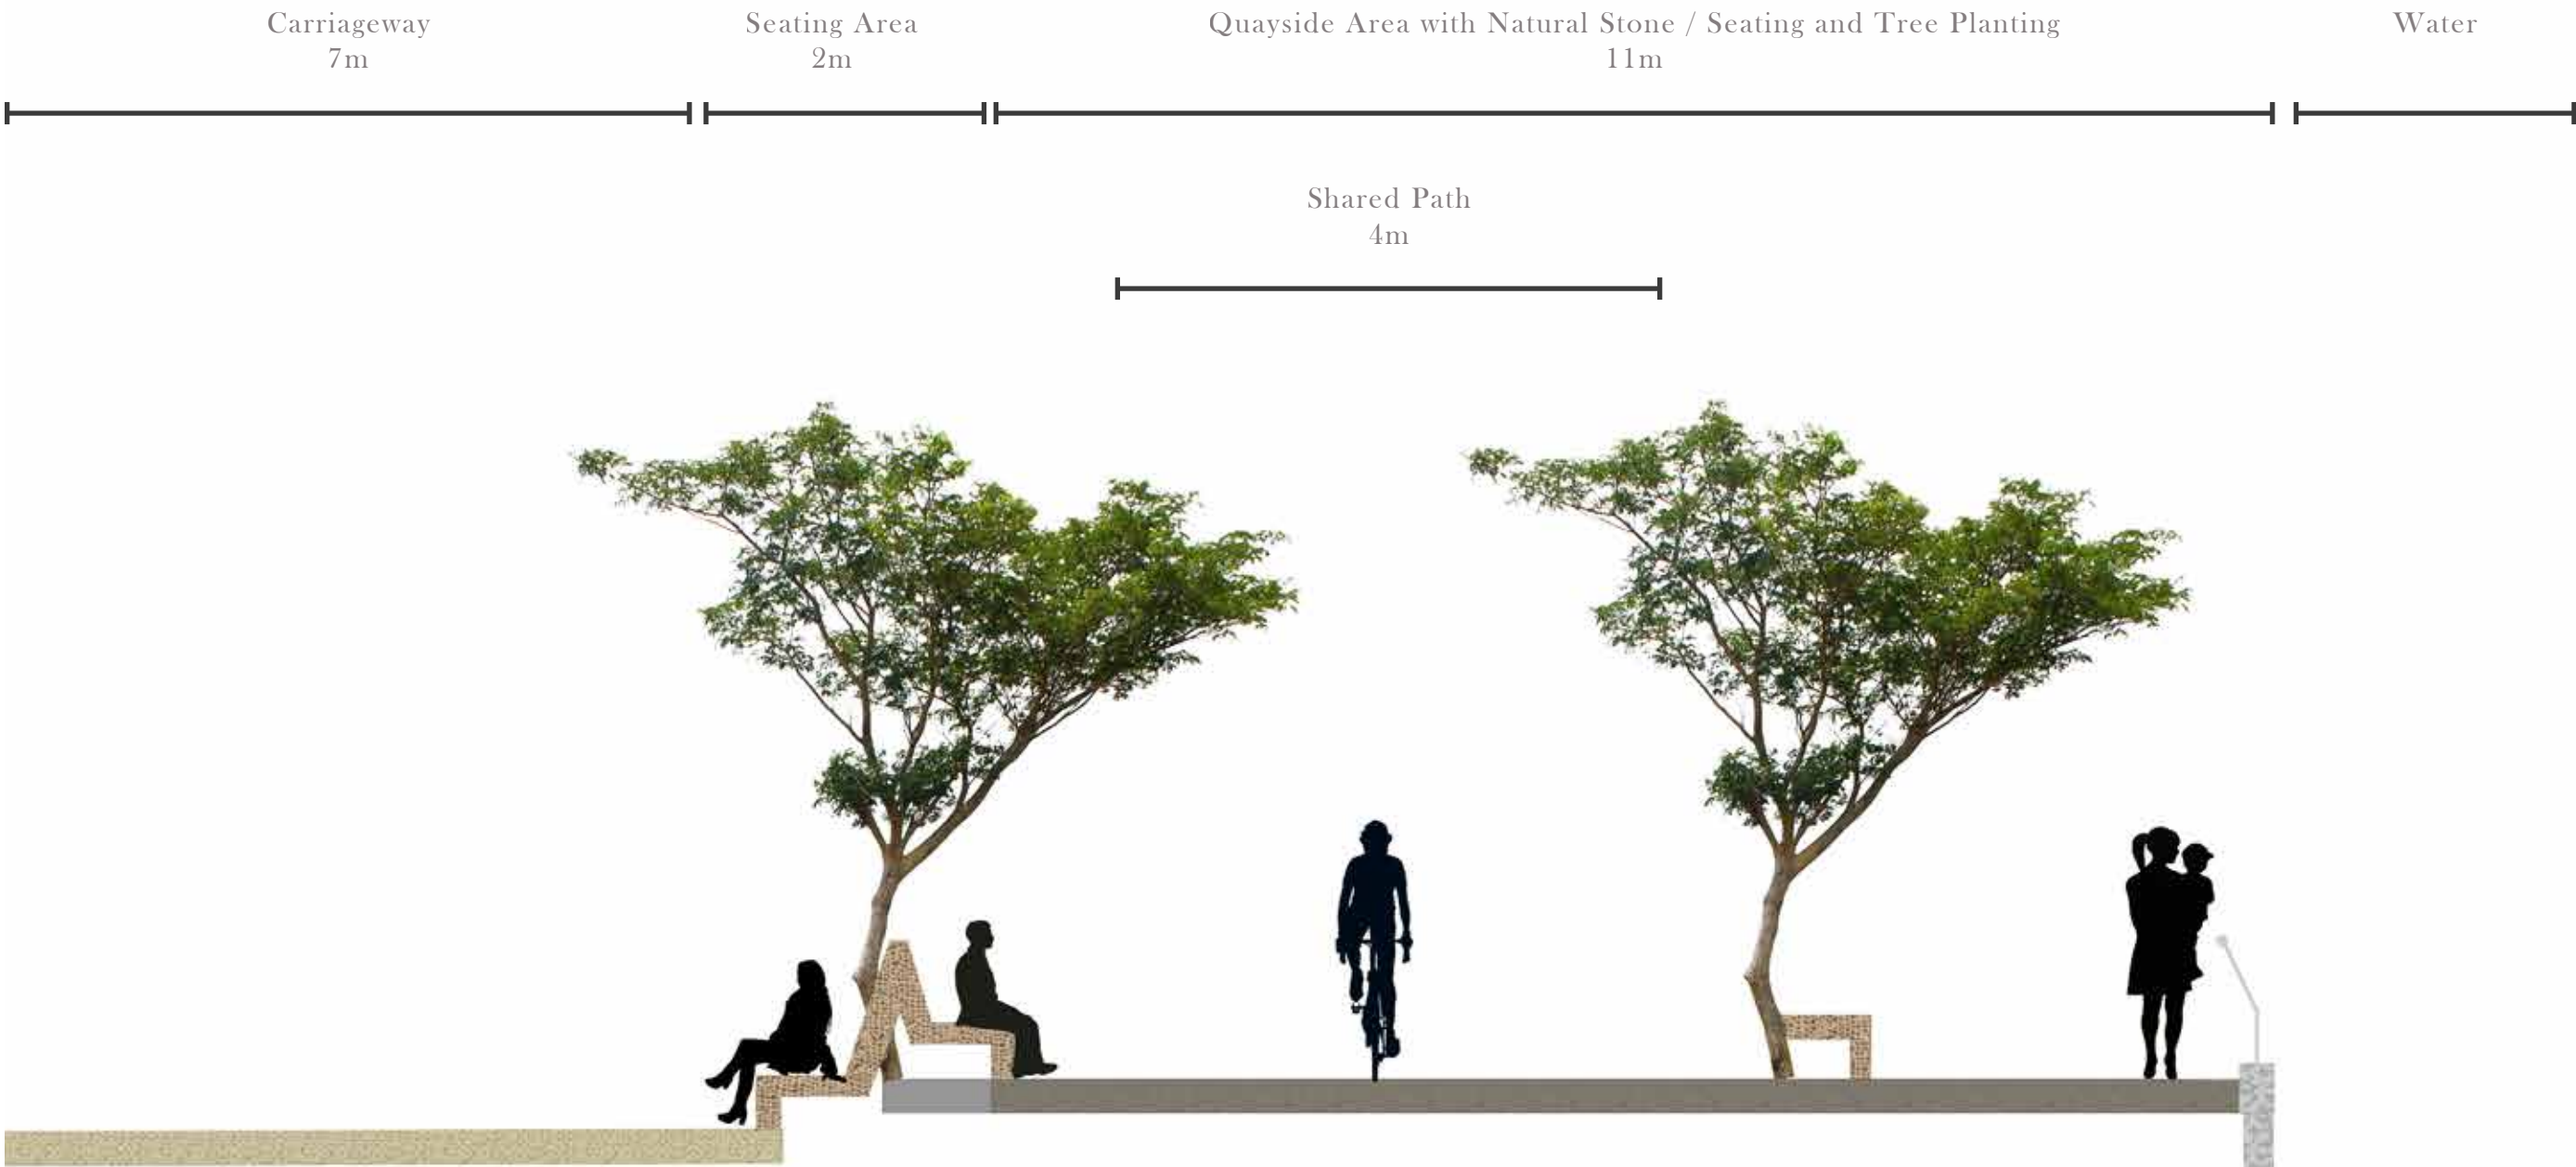 Carriageway
7m
Seating Area
2m
Quayside Area with Natural Stone / Seating and Tree Planting
11m
Water
Shared Path
4m